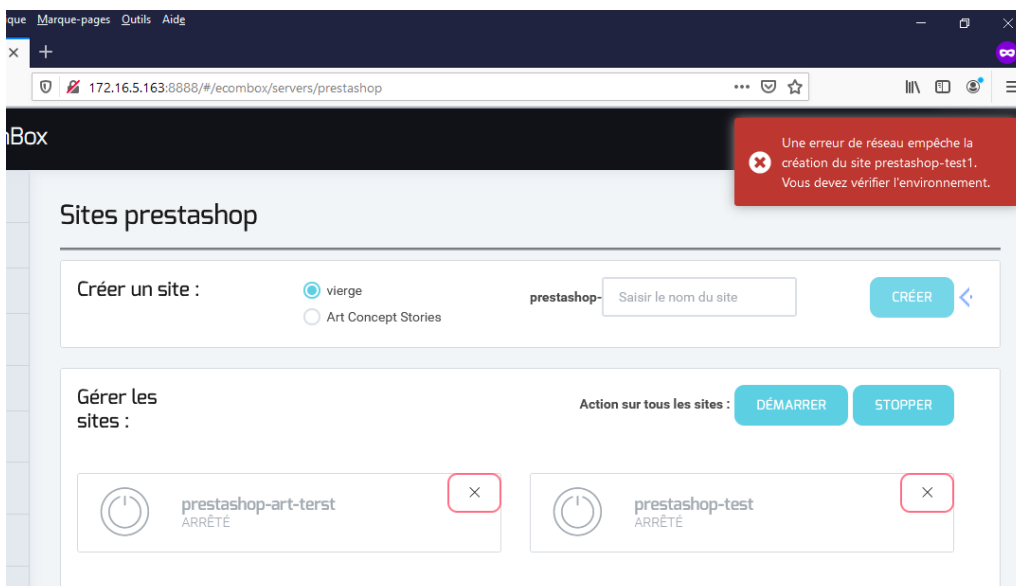 Marque-pages Outils Aide
172.16.5.163:8888/#/ecombox/servers/prestashop
Une erreur de réseau empêche la
création du site prestashop-test1.
Vous devez vérifier l'environnement.
Sites prestashop
Créer un site :
vierge
Art Concept Stories
prestashop-
Saisir le nom du site
CRÉER
Gérer les
sites :
Action sur tous les sites :
DÉMARRER
STOPPER
prestashop-art-terst
ARRÊTÉ
prestashop-test
ARRÊTÉ